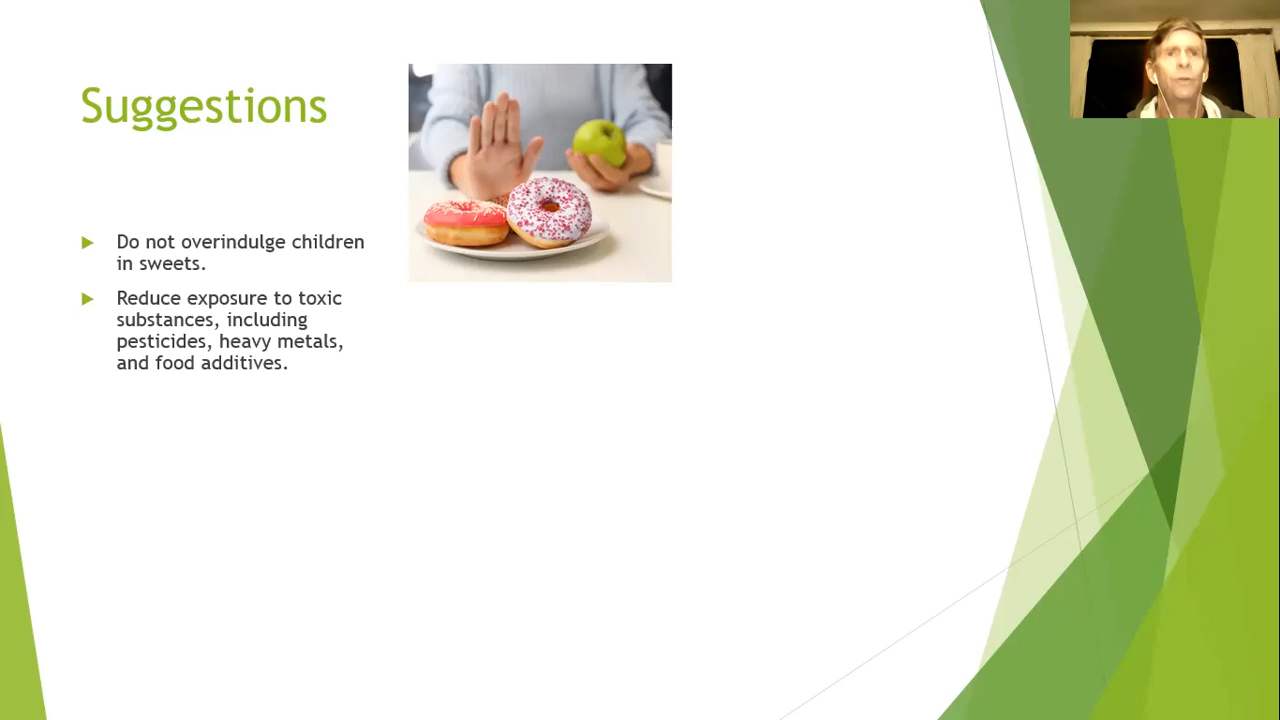 Suggestions
Do not overindulge children
in sweets.
Reduce exposure to toxic
substances, including
pesticides, heavy metals,
and food additives.